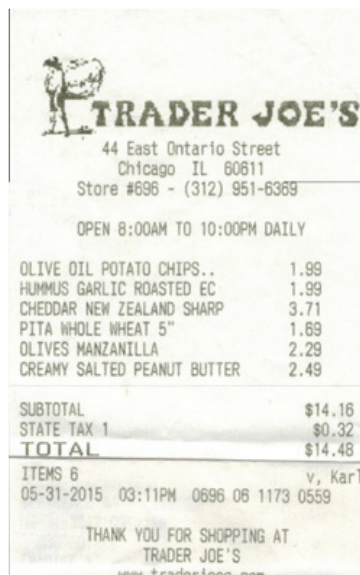 TRADER JOE'S
44 East Ontario Street
Chicago IL 60611
Store #696 - (312) 951-6369
OPEN 8:00AM TO 10:00PM DAILY
OLIVE OIL POTATO CHIPS.. 1.99
HUMMUS GARLIC ROASTED EC 1.99
CHEDDAR NEW ZEALAND SHARP 3.71
PITA WHOLE WHEAT 5" 1.69
OLIVES MANZANILLA 2.29
CREAMY SALTED PEANUT BUTTER 2.49
SUBTOTAL $14.16
STATE TAX 1 $0.32
TOTAL $14.48
ITEMS 6 v, Karl
05-31-2015 03:11PM 0696 06 1173 0559
THANK YOU FOR SHOPPING AT
TRADER JOE'S